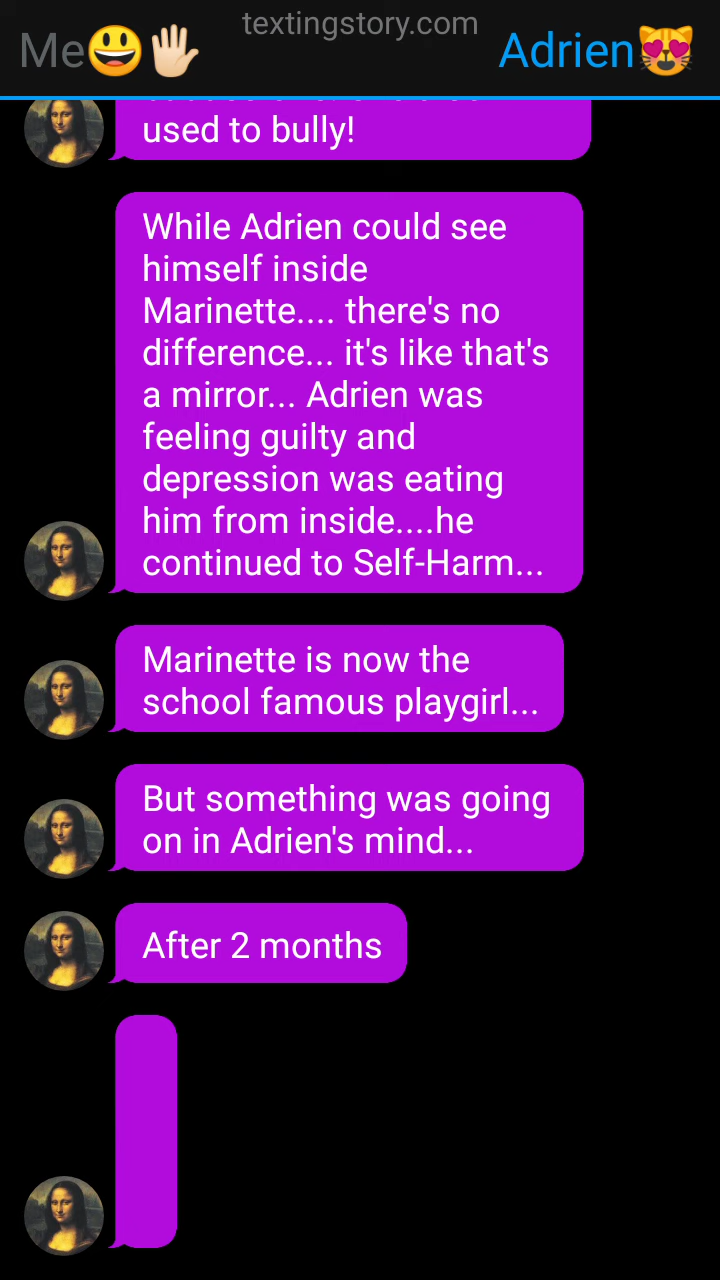 textingstory.com
Me😃🖐🏻
Adrien😻
used to bully!
While Adrien could see
himself inside
Marinette.... there's no
difference... it's like that's
a mirror... Adrien was
feeling guilty and
depression was eating
him from inside....he
continued to Self-Harm...
Marinette is now the
school famous playgirl...
But something was going
on in Adrien's mind...
After 2 months